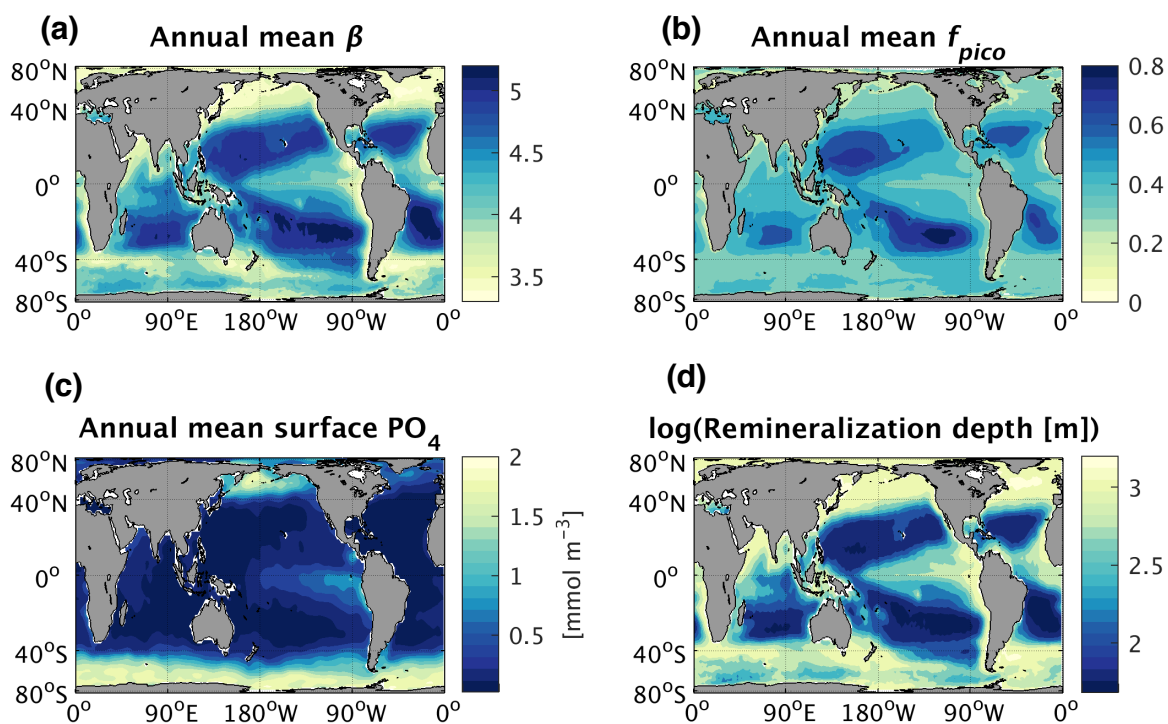 (a)
Annual mean β
80°N
40°N
0°
40°S
80°S
0° 90°E 180°W 90°W 0°
5
4.5
4
3.5
(b)
Annual mean f_pico
80°N
40°N
0°
40°S
80°S
0° 90°E 180°W 90°W 0°
0.8
0.6
0.4
0.2
0
(c)
Annual mean surface PO₄
80°N
40°N
0°
40°S
80°S
0° 90°E 180°W 90°W 0°
2
1.5
1
0.5
[mmol m⁻³]
(d)
log(Remineralization depth [m])
80°N
40°N
0°
40°S
80°S
0° 90°E 180°W 90°W 0°
3
2.5
2